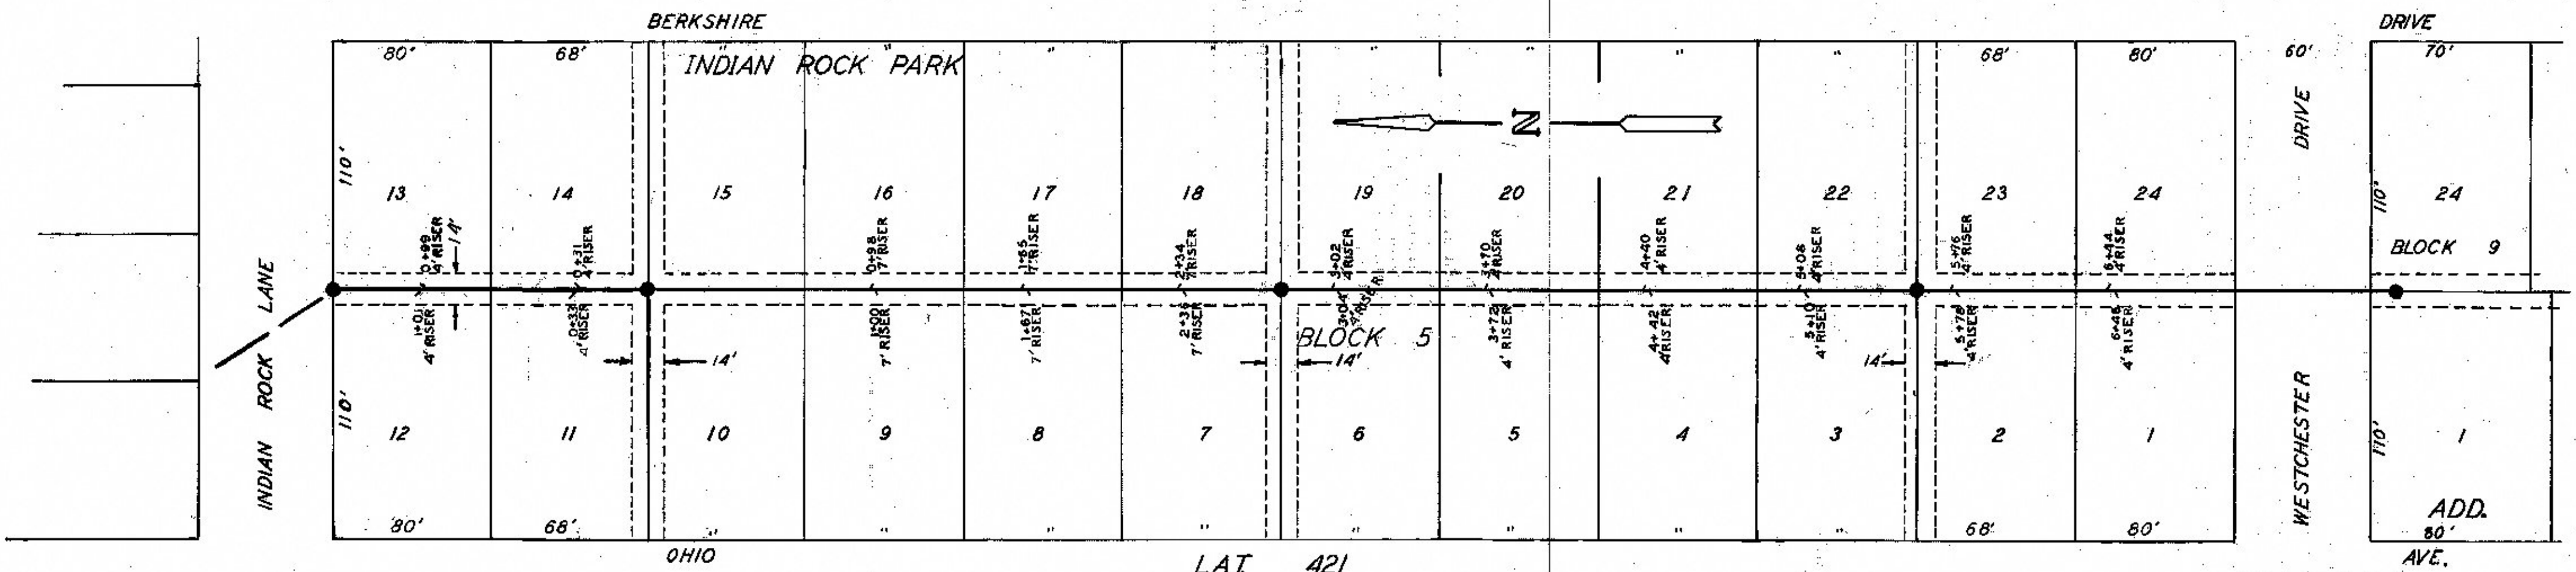 BERKSHIRE DRIVE
80' 68' " " " " " " " " 68' 80' 60' 70'
INDIAN ROCK PARK
N
DRIVE
110' 110'
13 14 15 16 17 18 19 20 21 22 23 24 24
0+99 4' RISER
14'
0+31 4' RISER
0+98 7' RISER
1+65 7' RISER
2+34 7' RISER
3+02 4' RISER
3+70 4' RISER
4+40 4' RISER
5+08 4' RISER
5+76 4' RISER
6+44 4' RISER
BLOCK 9
INDIAN ROCK LANE
1+01 4' RISER
0+33 4' RISER
1+00 7' RISER
1+67 7' RISER
2+36 7' RISER
3+04 4' RISER
3+72 4' RISER
4+42 4' RISER
5+10 4' RISER
5+78 4' RISER
6+46 4' RISER
BLOCK 5
14' 14' 14'
110' 110'
12 11 10 9 8 7 6 5 4 3 2 1 1
WESTCHESTER
ADD.
80' 68' " " " " " " " " 68' 80' 80'
OHIO AVE.
LAT 421